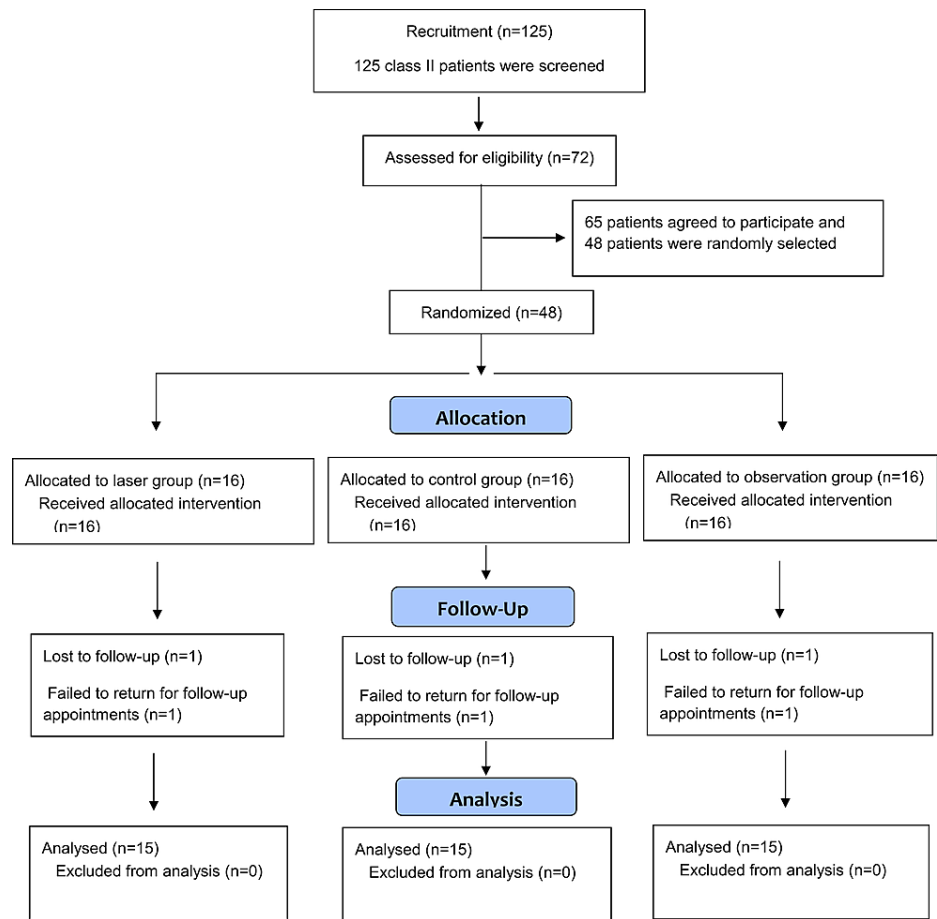 Recruitment (n=125)
125 class II patients were screened
Assessed for eligibility (n=72)
65 patients agreed to participate and
48 patients were randomly selected
Randomized (n=48)
Allocation
Allocated to laser group (n=16)
Received allocated intervention
(n=16)
Allocated to control group (n=16)
Received allocated intervention
(n=16)
Allocated to observation group (n=16)
Received allocated intervention
(n=16)
Follow-Up
Lost to follow-up (n=1)
Failed to return for follow-up
appointments (n=1)
Lost to follow-up (n=1)
Failed to return for follow-up
appointments (n=1)
Lost to follow-up (n=1)
Failed to return for follow-up
appointments (n=1)
Analysis
Analysed (n=15)
Excluded from analysis (n=0)
Analysed (n=15)
Excluded from analysis (n=0)
Analysed (n=15)
Excluded from analysis (n=0)